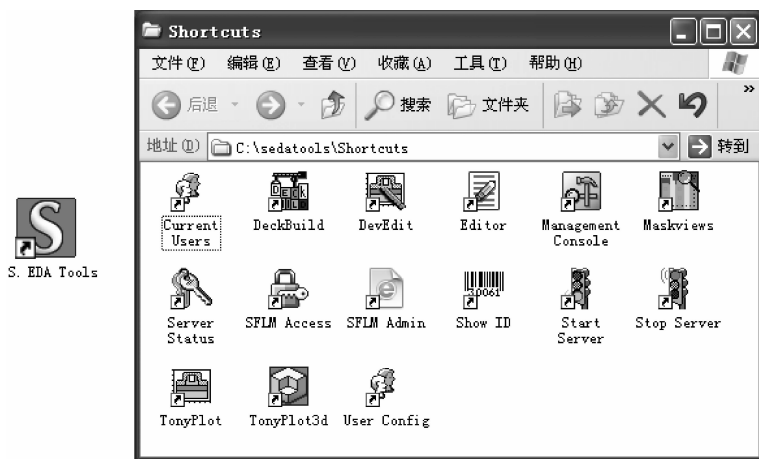 Shortcuts
文件(F) 编辑(E) 查看(V) 收藏(A) 工具(T) 帮助(H)
后退 搜索 文件夹 »
地址(D) C:\sedatools\Shortcuts 转到
Current Users DeckBuild DevEdit Editor Management Console Maskviews
S. EDA Tools
Server Status SFLM Access SFLM Admin Show ID Start Server Stop Server
TonyPlot TonyPlot3d User Config
DECK
30061
S